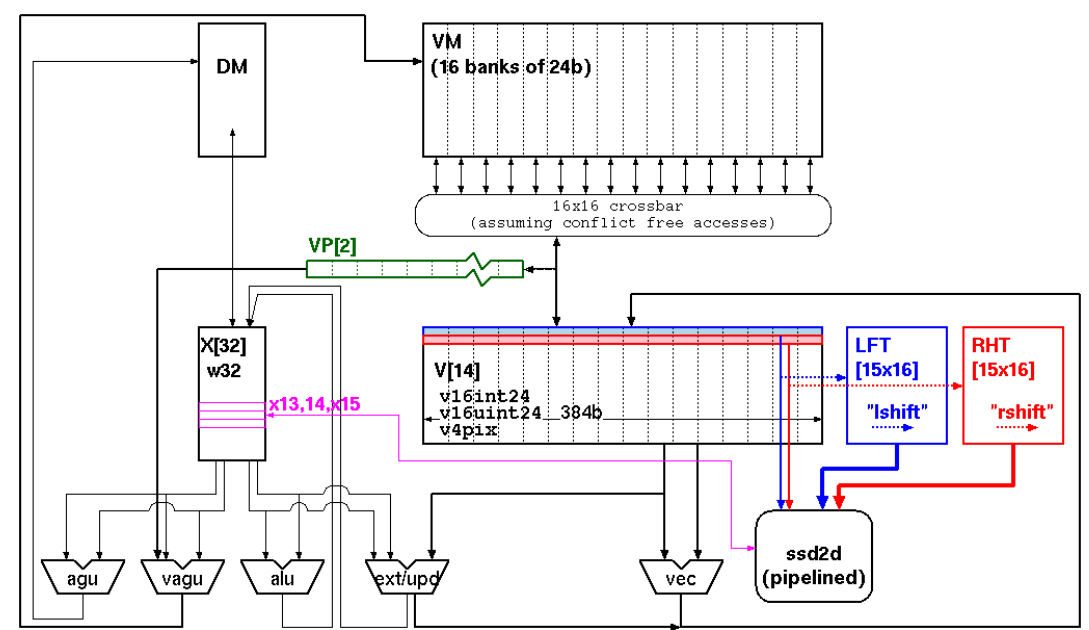 DM
VM
(16 banks of 24b)
16x16 crossbar
(assuming conflict free accesses)
VP[2]
X[32]
w32
x13,14,x15
V[14]
v16int24
v16uint24 384b
v4pix
LFT
[15x16]
"lshift"
RHT
[15x16]
"rshift"
ssd2d
(pipelined)
agu
vagu
alu
ext/upd
vec